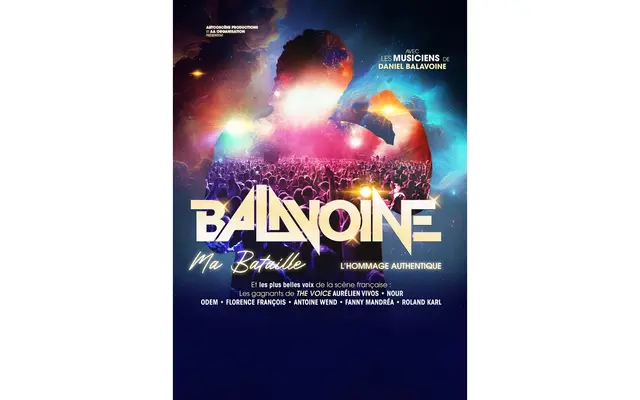 ARTCOSCÈNE PRODUCTIONS
ET AA ORGANISATION
PRÉSENTENT
AVEC
LES MUSICIENS DE
DANIEL BALAVOINE
BALAVOINE
Ma Bataille
L'HOMMAGE AUTHENTIQUE
Et les plus belles voix de la scène française :
Les gagnants de THE VOICE AURÉLIEN VIVOS • NOUR
ODEM • FLORENCE FRANÇOIS • ANTOINE WEND • FANNY MANDRÉA • ROLAND KARL